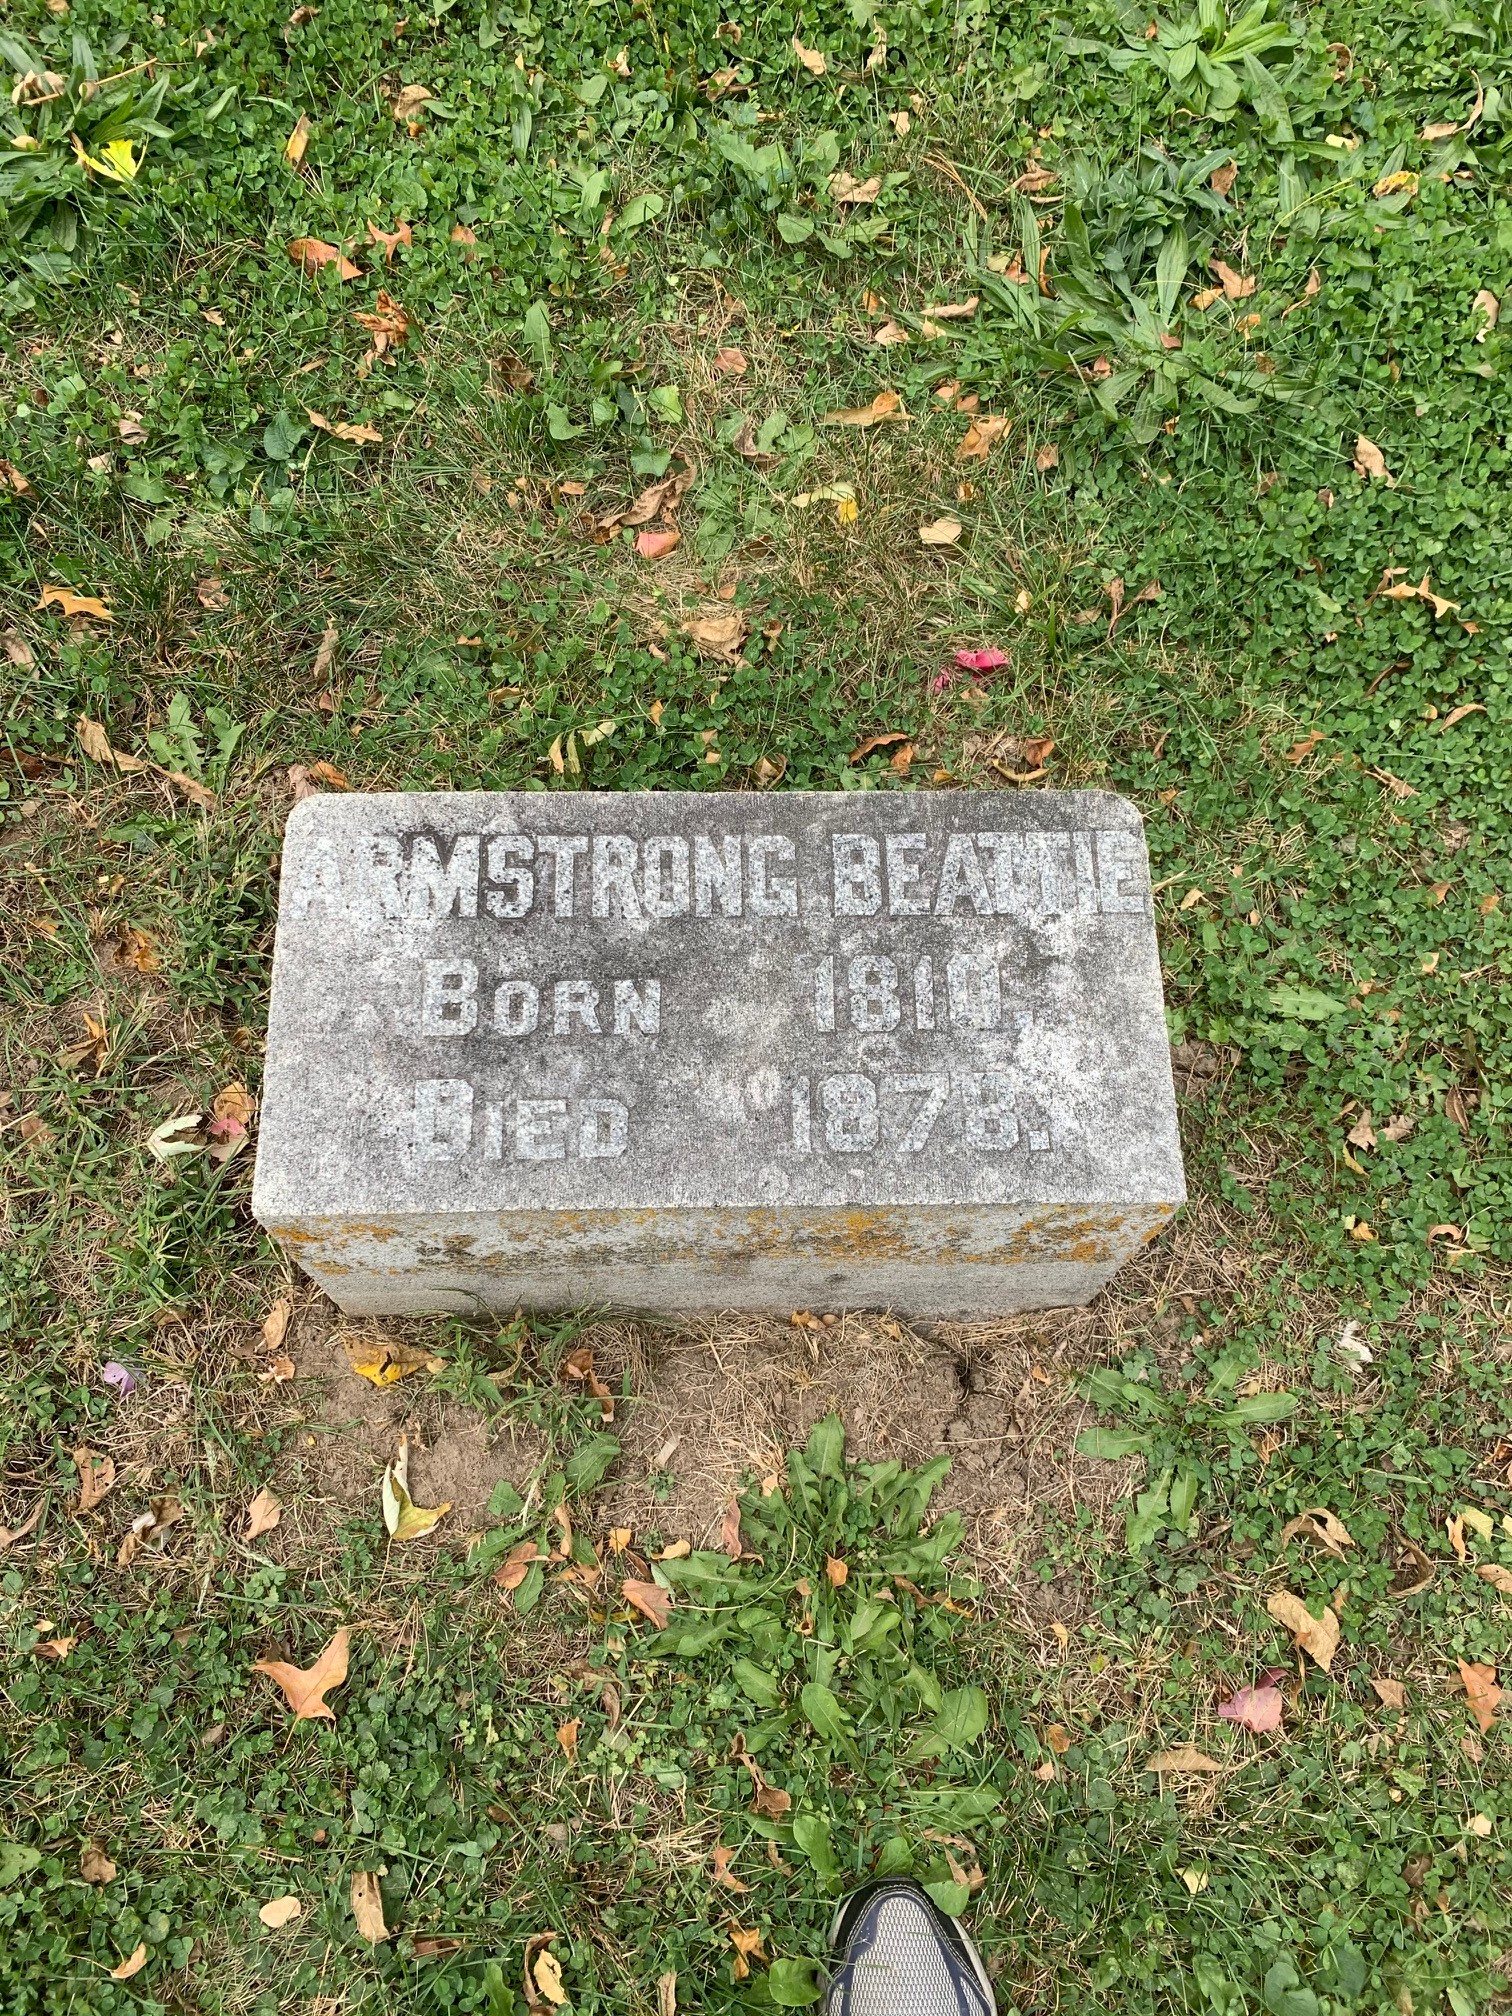 ARMSTRONG BEATTIE
BORN 1810.
DIED 1878.